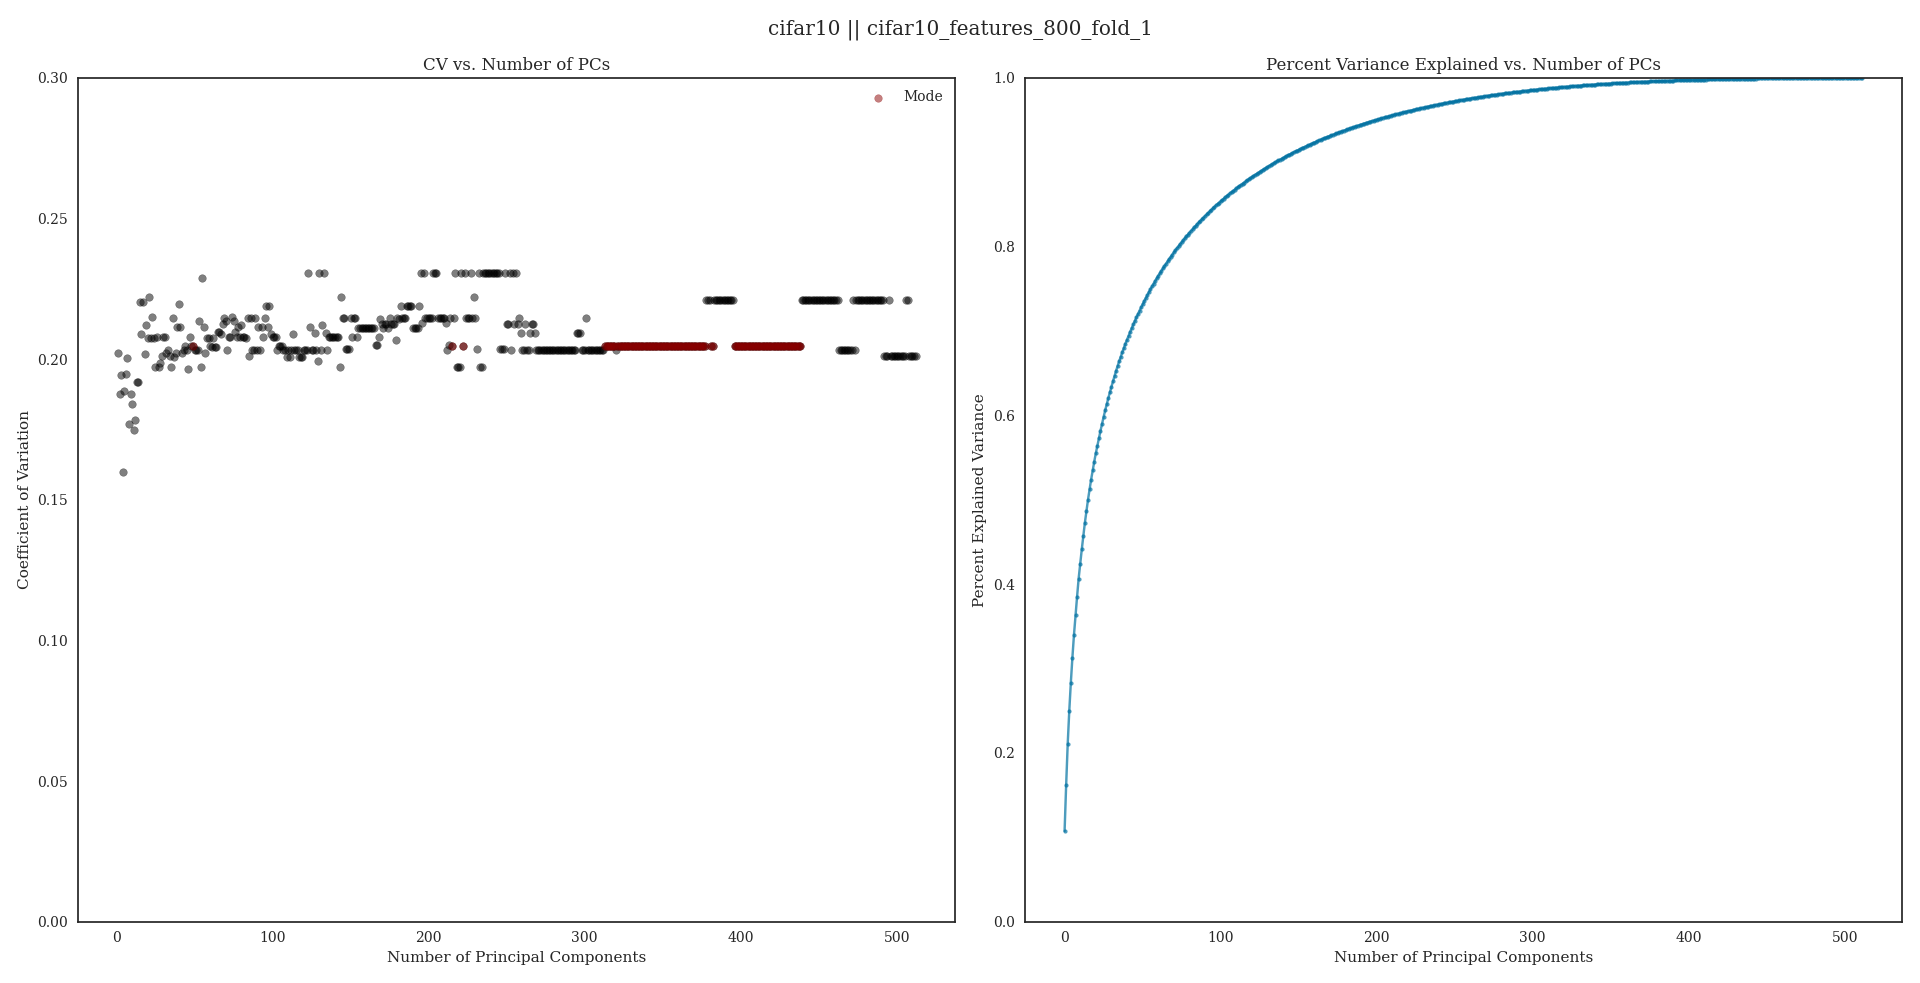 cifar10 || cifar10_features_800_fold_1
CV vs. Number of PCs
0.30
0.25
0.20
0.15
0.10
0.05
0.00
Coefficient of Variation
Mode
0 100 200 300 400 500
Number of Principal Components
Percent Variance Explained vs. Number of PCs
1.0
0.8
0.6
0.4
0.2
0.0
Percent Explained Variance
0 100 200 300 400 500
Number of Principal Components